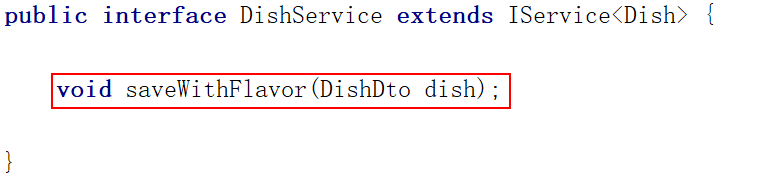 public interface DishService extends IService<Dish> {
void saveWithFlavor(DishDto dish);
}